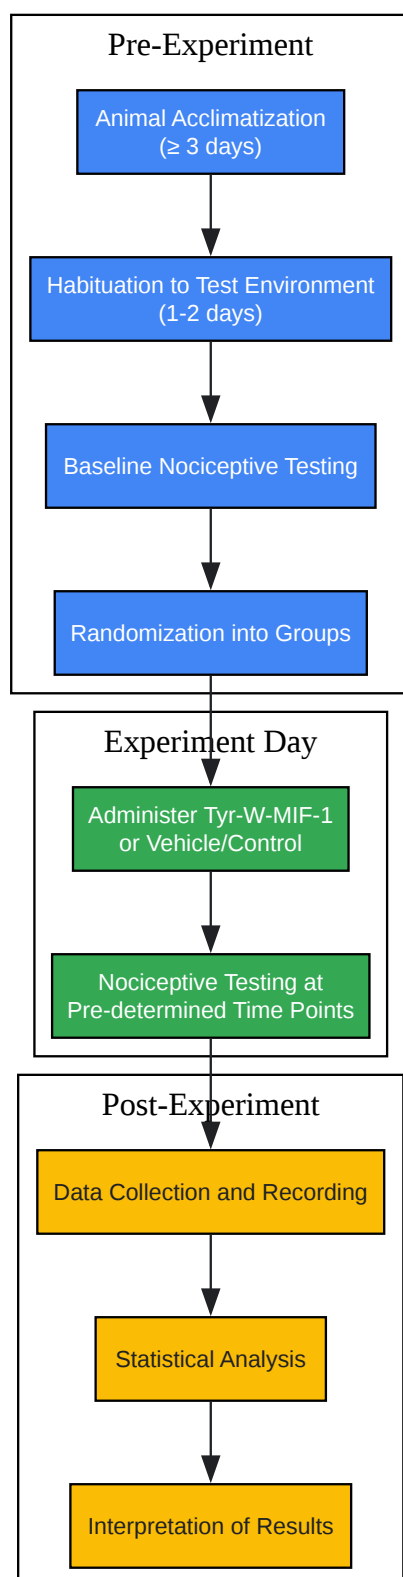 Pre-Experiment
Animal Acclimatization
(≥ 3 days)
Habituation to Test Environment
(1-2 days)
Baseline Nociceptive Testing
Randomization into Groups
Experiment Day
Administer Tyr-W-MIF-1
or Vehicle/Control
Nociceptive Testing at
Pre-determined Time Points
Post-Experiment
Data Collection and Recording
Statistical Analysis
Interpretation of Results